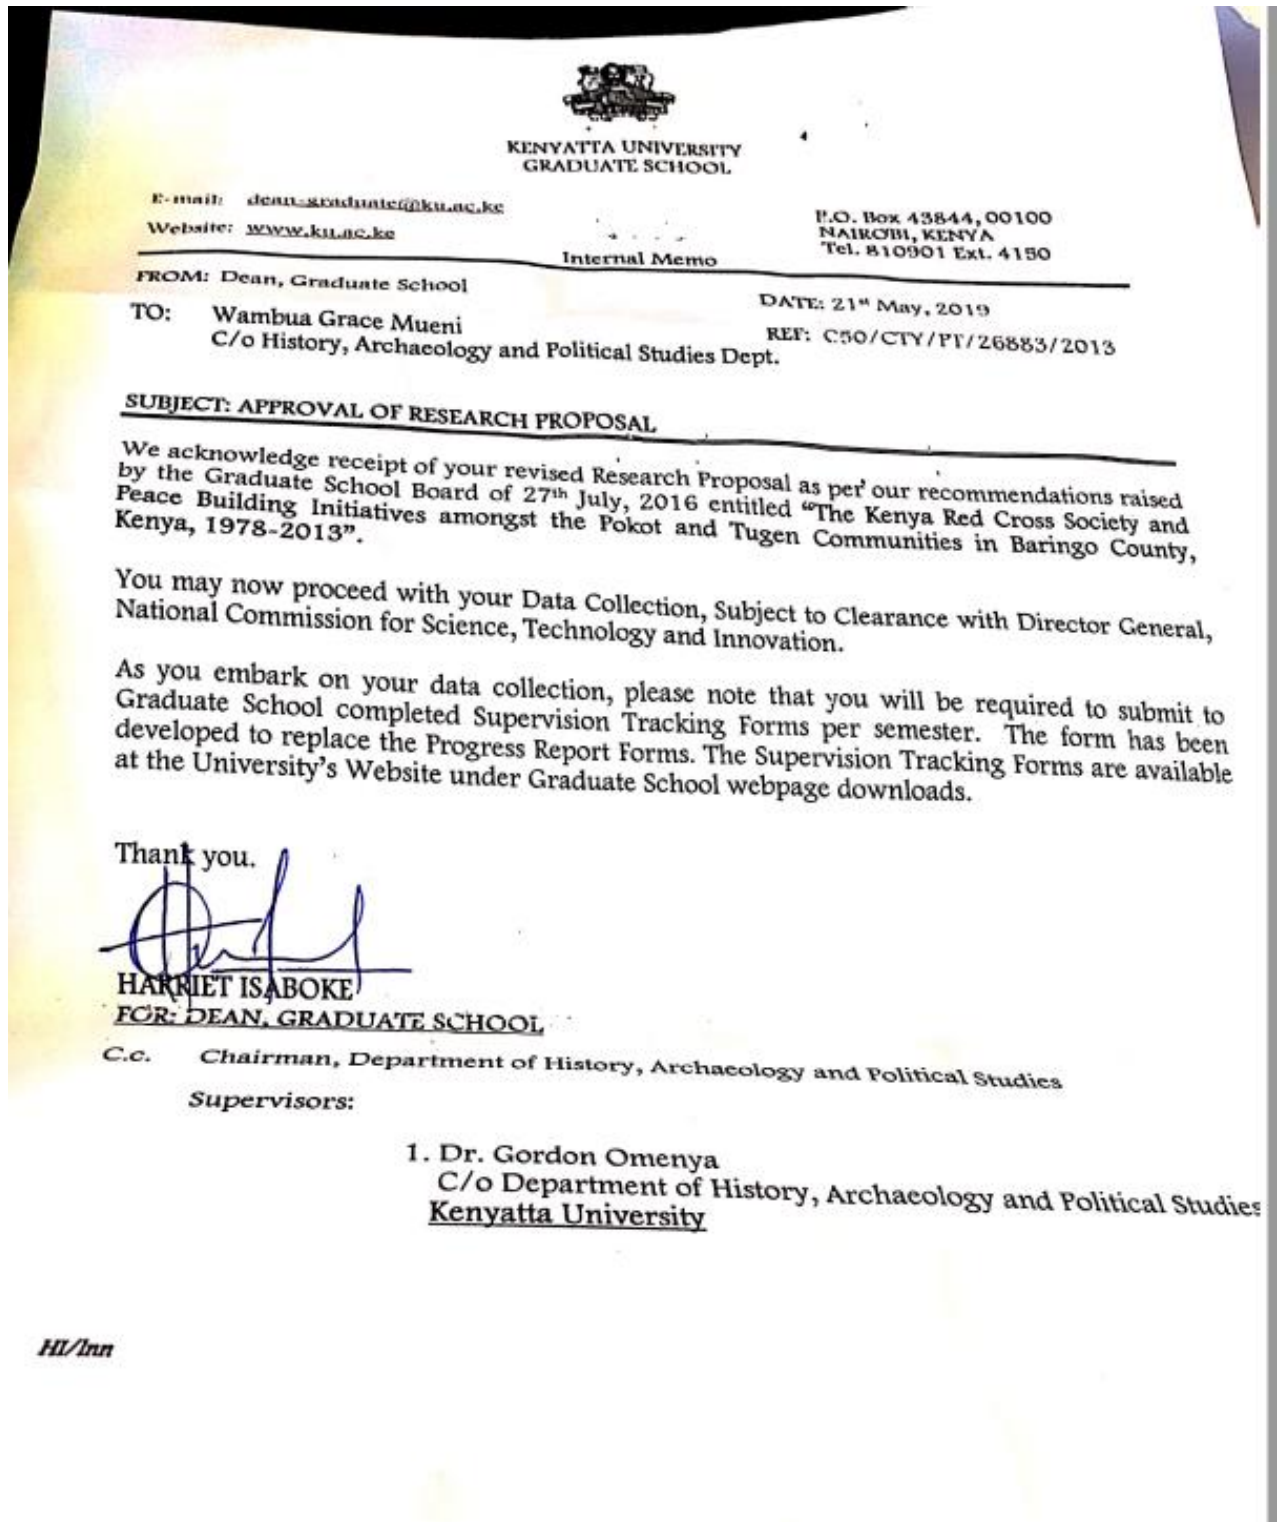 KENYATTA UNIVERSITY
GRADUATE SCHOOL
E-mail: dean-graduate@ku.ac.ke
Website: www.ku.ac.ke
P.O. Box 43844, 00100
NAIROBI, KENYA
Tel. 810901 Ext. 4150
Internal Memo
FROM: Dean, Graduate School
DATE: 21st May, 2019
TO: Wambua Grace Mueni
C/o History, Archaeology and Political Studies Dept.
REF: C50/CTY/PT/26883/2013
SUBJECT: APPROVAL OF RESEARCH PROPOSAL
We acknowledge receipt of your revised Research Proposal as per our recommendations raised
by the Graduate School Board of 27th July, 2016 entitled "The Kenya Red Cross Society and
Peace Building Initiatives amongst the Pokot and Tugen Communities in Baringo County,
Kenya, 1978-2013".
You may now proceed with your Data Collection, Subject to Clearance with Director General,
National Commission for Science, Technology and Innovation.
As you embark on your data collection, please note that you will be required to submit to
Graduate School completed Supervision Tracking Forms per semester. The form has been
developed to replace the Progress Report Forms. The Supervision Tracking Forms are available
at the University's Website under Graduate School webpage downloads.
Thank you.
HARRIET ISABOKE
FOR: DEAN, GRADUATE SCHOOL
C.c. Chairman, Department of History, Archaeology and Political Studies
Supervisors:
1. Dr. Gordon Omenya
C/o Department of History, Archaeology and Political Studies
Kenyatta University
HI/lnn